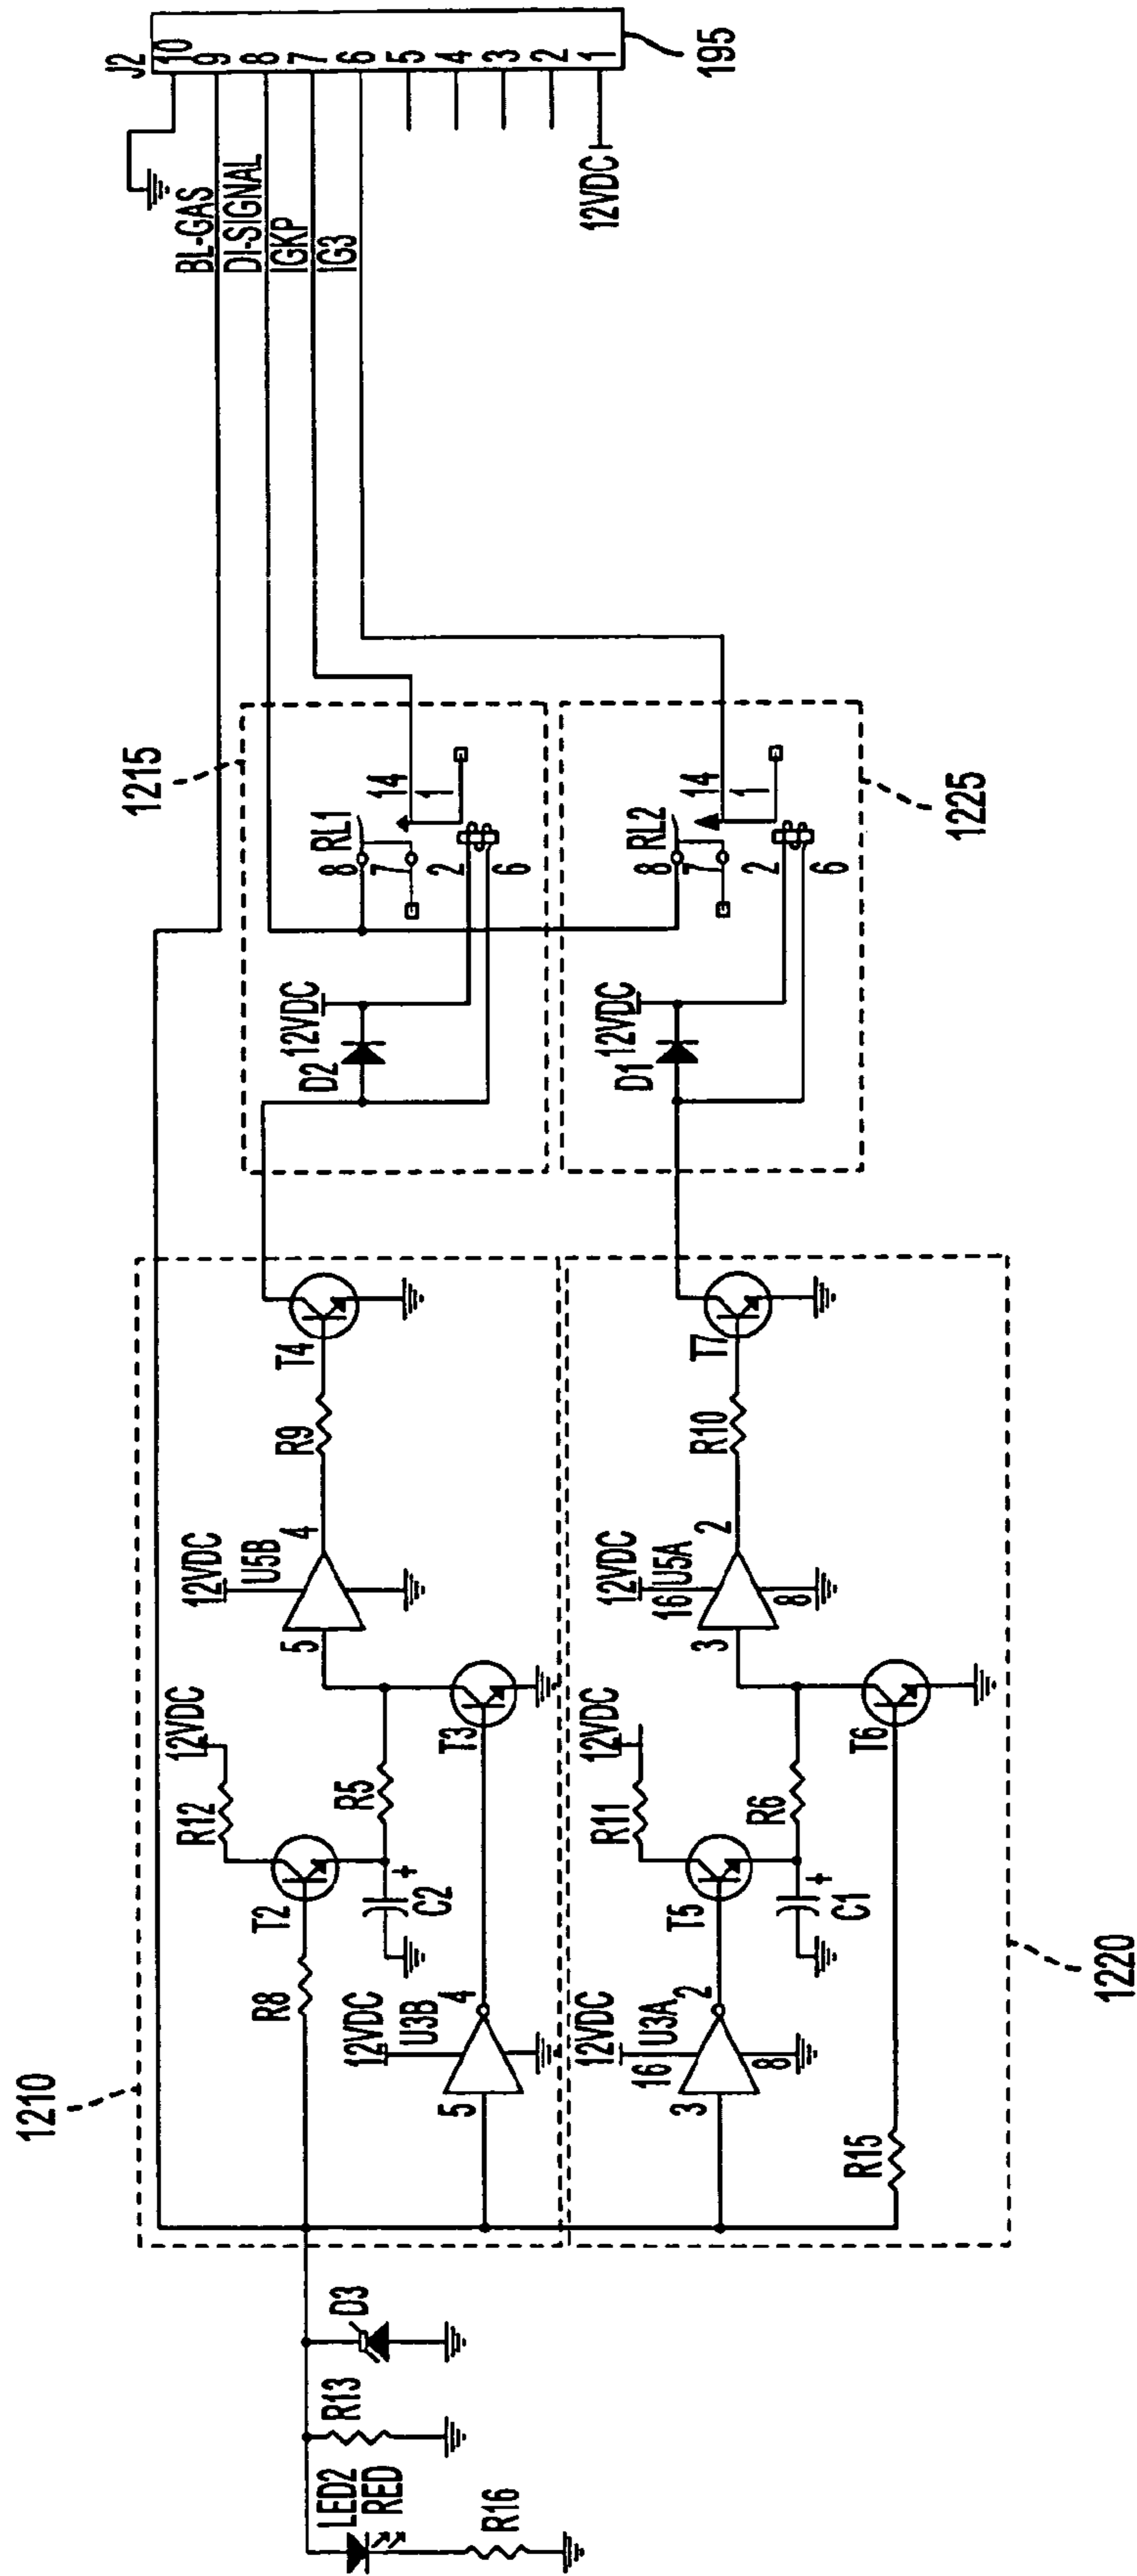 J2
10
9
8
7
6
5
4
3
2
1
195
BL-GAS
DI-SIGNAL
IGKP
IG3
12VDC
1215
RL1
8
7
2
6
14
1
12VDC
D2
1225
RL2
8
7
2
6
14
1
12VDC
D1
1210
T4
R9
12VDC
U5B
4
5
12VDC
R12
T2
R8
R5
C2
+
T3
12VDC
U3B
4
5
1220
T7
R10
12VDC
16
U5A
2
3
8
12VDC
R11
T5
R6
C1
+
T6
12VDC
16
U3A
2
3
8
R15
D3
R13
LED2
RED
R16